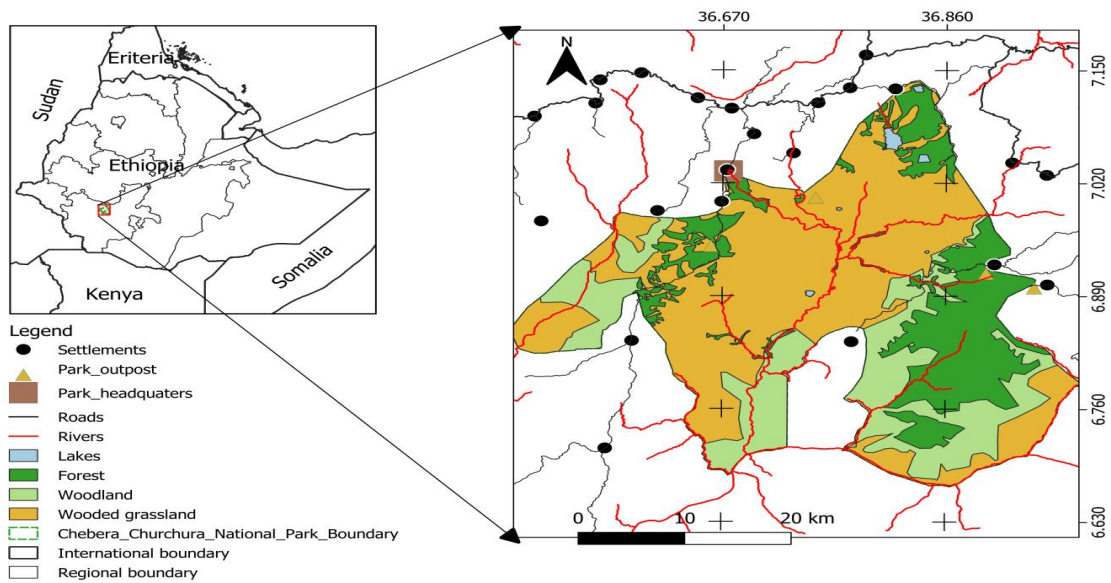 Eriteria
Sudan
Ethiopia
Somalia
Kenya
Legend
Settlements
Park_outpost
Park_headquaters
Roads
Rivers
Lakes
Forest
Woodland
Wooded grassland
Chebera_Churchura_National_Park_Boundary
International boundary
Regional boundary
36.670 36.860
N
7.150
7.020
6.890
6.760
6.630
0 10 20 km